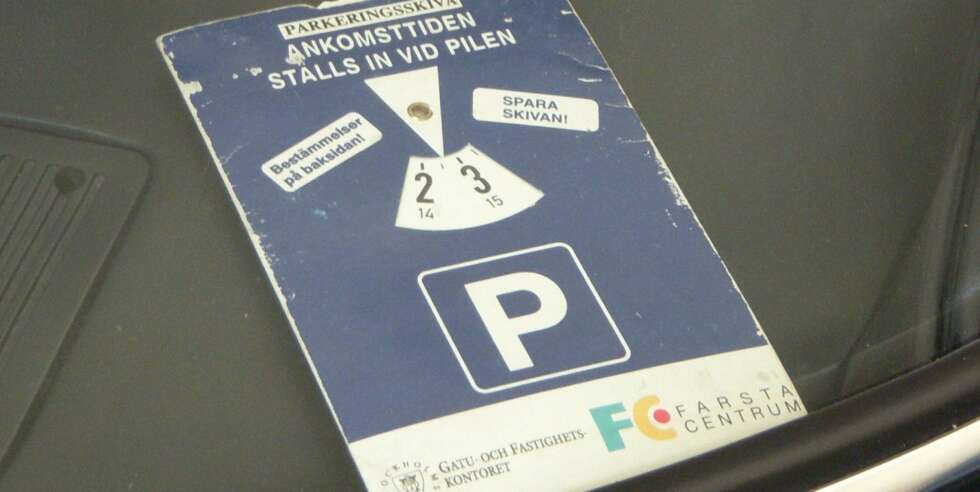 PARKERINGSSKIVA
ANKOMSTTIDEN
STÄLLS IN VID PILEN
SPARA
SKIVAN!
Bestämmelser
på baksidan!
2 3
14 15
P
FC FARSTA
CENTRUM
GATU- OCH FASTIGHETS-
KONTORET